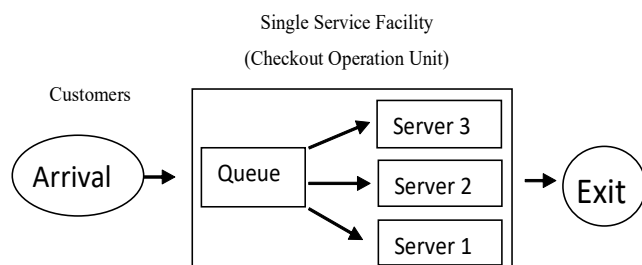 Single Service Facility
(Checkout Operation Unit)
Customers
Arrival
Queue
Server 3
Server 2
Server 1
Exit